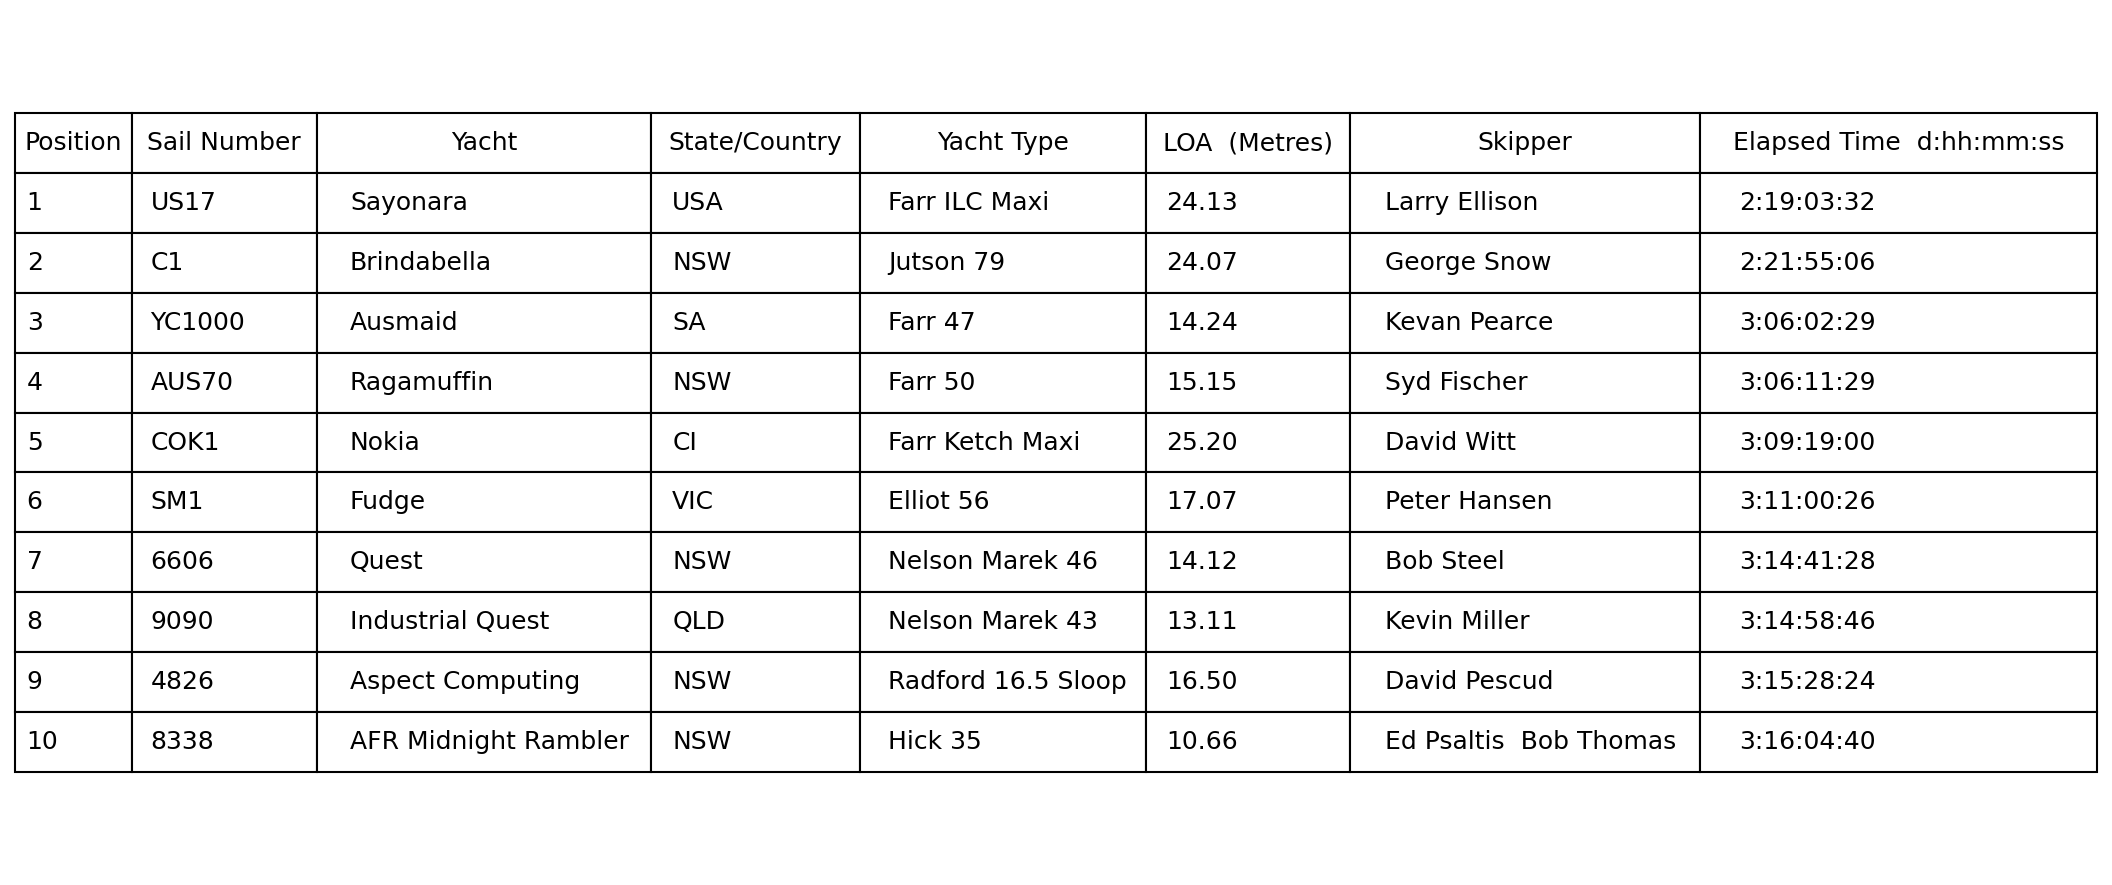 Position Sail Number Yacht State/Country Yacht Type LOA (Metres) Skipper Elapsed Time d:hh:mm:ss
1 US17 Sayonara USA Farr ILC Maxi 24.13 Larry Ellison 2:19:03:32
2 C1 Brindabella NSW Jutson 79 24.07 George Snow 2:21:55:06
3 YC1000 Ausmaid SA Farr 47 14.24 Kevan Pearce 3:06:02:29
4 AUS70 Ragamuffin NSW Farr 50 15.15 Syd Fischer 3:06:11:29
5 COK1 Nokia CI Farr Ketch Maxi 25.20 David Witt 3:09:19:00
6 SM1 Fudge VIC Elliot 56 17.07 Peter Hansen 3:11:00:26
7 6606 Quest NSW Nelson Marek 46 14.12 Bob Steel 3:14:41:28
8 9090 Industrial Quest QLD Nelson Marek 43 13.11 Kevin Miller 3:14:58:46
9 4826 Aspect Computing NSW Radford 16.5 Sloop 16.50 David Pescud 3:15:28:24
10 8338 AFR Midnight Rambler NSW Hick 35 10.66 Ed Psaltis Bob Thomas 3:16:04:40